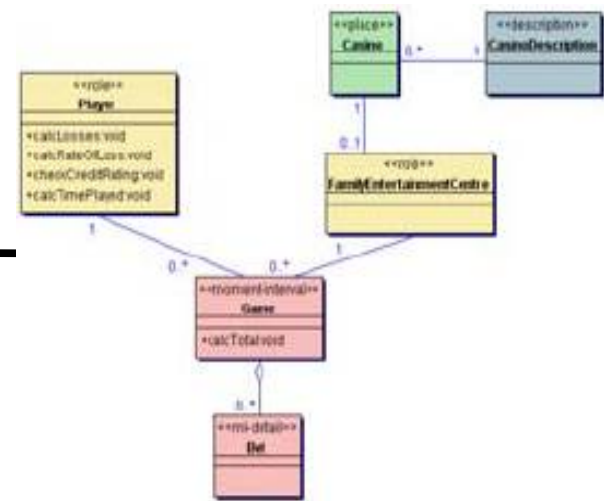 <<place>>
Casino
0..*
1
<<description>>
CasinoDescription
<<role>>
Player
+calcLosses:void
+calcRateOfLoss:void
+checkCreditRating:void
+calcTimePlayed:void
1
0..1
<<role>>
FamilyEntertainmentCentre
1
0..*
0..*
1
<<moment-interval>>
Game
+calcTotal:void
0..*
<<mi-detail>>
Bet